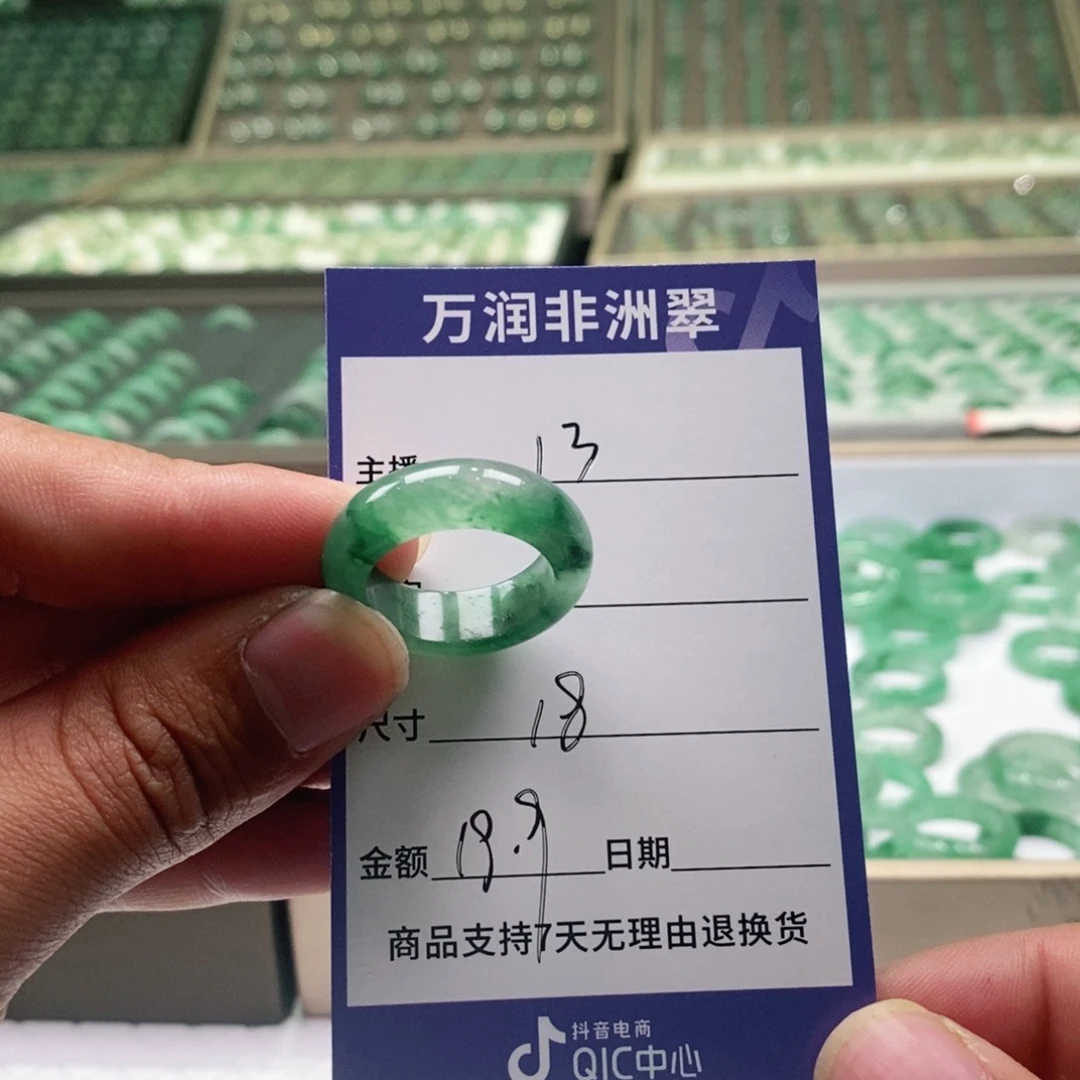 万润非洲翠
主播 13
尺寸 18
金额 19.9 日期
商品支持7天无理由退换货
抖音电商
QIC中心